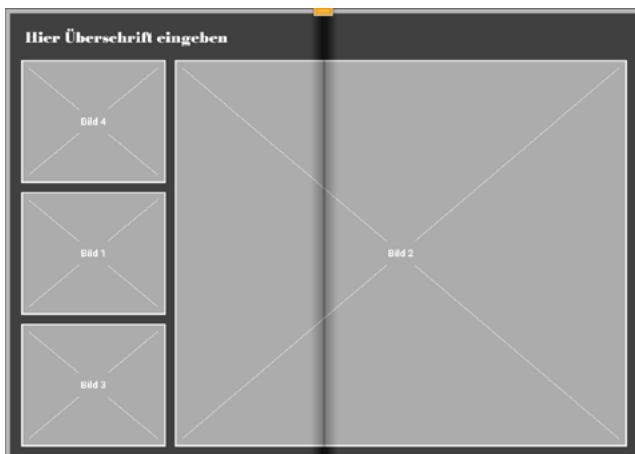 Hier Überschrift eingeben
Bild 4
Bild 1
Bild 2
Bild 3